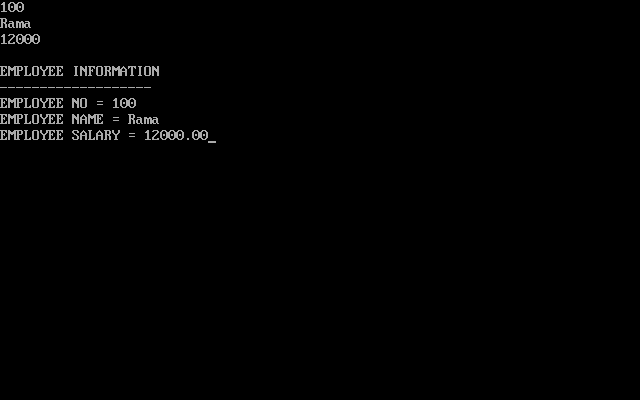 100
Rama
12000
EMPLOYEE INFORMATION
-------------------
EMPLOYEE NO = 100
EMPLOYEE NAME = Rama
EMPLOYEE SALARY = 12000.00_